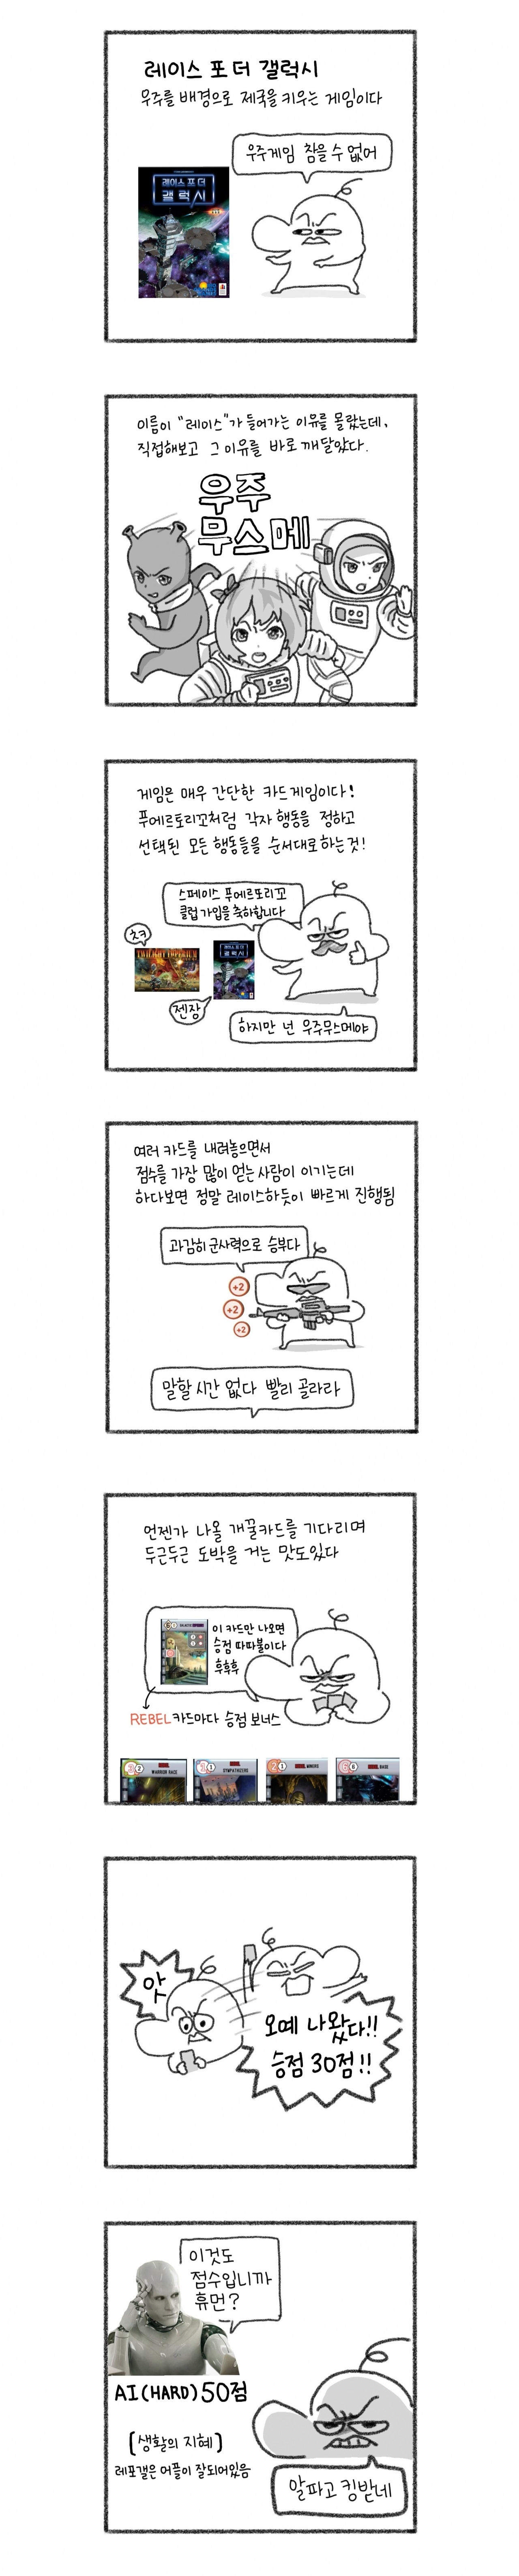 레이스 포 더 갤럭시
우주를 배경으로 제국을 키우는 게임이다
우주게임 참을 수 없어
레이스 포 더
갤럭시
이름이 “레이스”가 들어가는 이유를 몰랐는데,
직접해보고 그 이유를 바로 깨달았다.
우주
무스메
게임은 매우 간단한 카드게임이다!
푸에르토리꼬처럼 각자 행동을 정하고
선택된 모든 행동들을 순서대로하는것!
스페이스 푸에르또리꼬
클럽가입을 축하합니다
칫
TWILIGHT IMPERIUM
레이스 포 더
갤럭시
젠장
하지만 넌 우주무스메야
여러 카드를 내려놓으면서
점수를 가장 많이 얻는사람이 이기는데
하다보면 정말 레이스하듯이 빠르게 진행됨
과감히 군사력으로 승부다
+2
+2
+2
말할 시간 없다 빨리 골라라
언젠가 나올 개꿀카드를 기다리며
두근두근 도박을 거는 맛도있다
이 카드만 나오면
승점 따따블이다
후후후
REBEL카드마다 승점 보너스
WARRIOR RACE
SYMPATHIZERS
MINERS
BASE
앗
오예 나왔다!!
승점 30점!!
이것도
점수입니까
휴먼?
AI(HARD) 50점
[생활의 지혜]
레포갤은 어플이 잘되어있음
알파고 킹받네